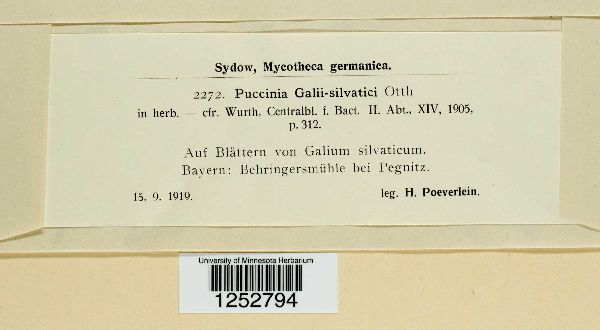 Sydow, Mycotheca germanica.
2272. Puccinia Galii-silvatici Otth
in herb. — cfr. Wurth, Centralbl. f. Bact. II. Abt., XIV, 1905,
p. 312.
Auf Blättern von Galium silvaticum.
Bayern: Behringersmühle bei Pegnitz.
15. 9. 1919. leg. H. Poeverlein.
University of Minnesota Herbarium
1252794